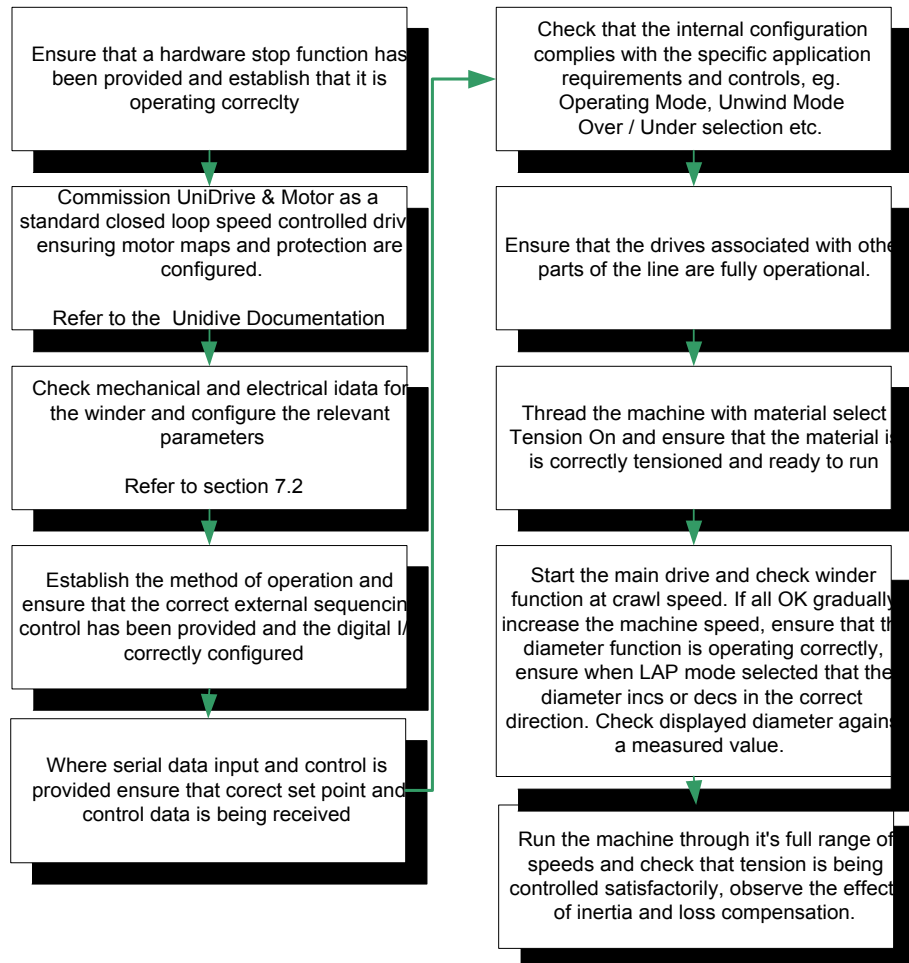 Ensure that a hardware stop function has
been provided and establish that it is
operating correclty
Commission UniDrive & Motor as a
standard closed loop speed controlled driv
ensuring motor maps and protection are
configured.
Refer to the Unidive Documentation
Check mechanical and electrical idata for
the winder and configure the relevant
parameters
Refer to section 7.2
Establish the method of operation and
ensure that the correct external sequencin
control has been provided and the digital I/
correctly configured
Where serial data input and control is
provided ensure that corect set point and
control data is being received
Check that the internal configuration
complies with the specific application
requirements and controls, eg.
Operating Mode, Unwind Mode
Over / Under selection etc.
Ensure that the drives associated with othe
parts of the line are fully operational.
Thread the machine with material select
Tension On and ensure that the material is
is correctly tensioned and ready to run
Start the main drive and check winder
function at crawl speed. If all OK gradually
increase the machine speed, ensure that th
diameter function is operating correctly,
ensure when LAP mode selected that the
diameter incs or decs in the correct
direction. Check displayed diameter agains
a measured value.
Run the machine through it's full range of
speeds and check that tension is being
controlled satisfactorily, observe the effect
of inertia and loss compensation.